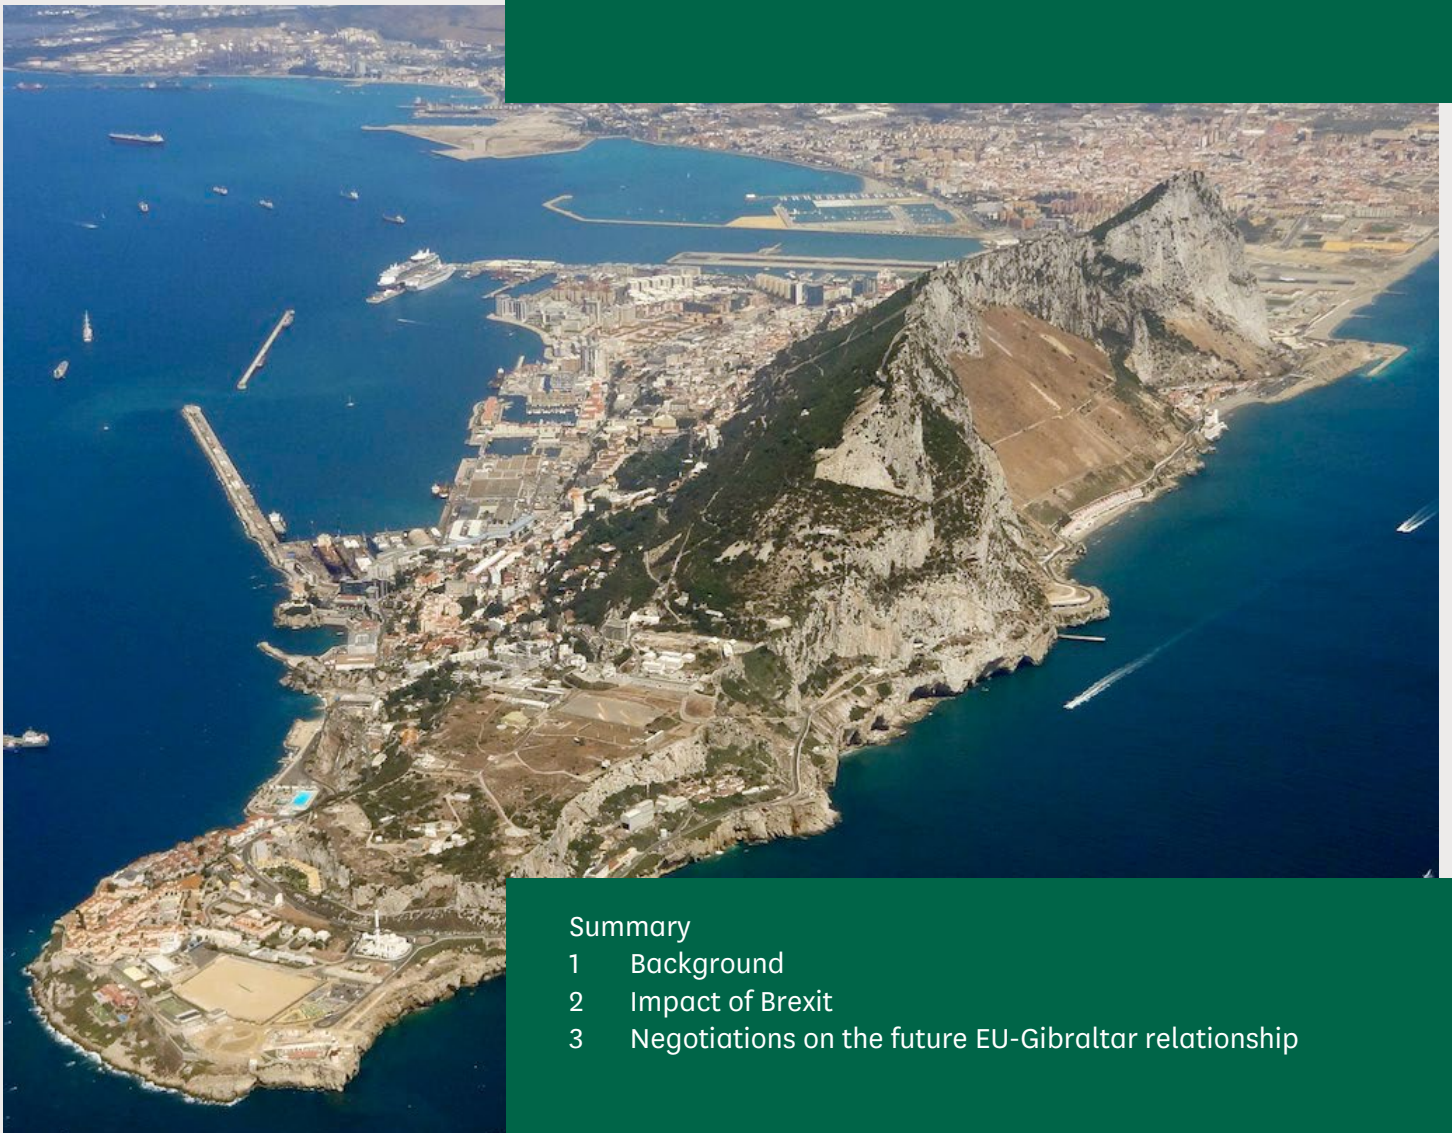 Summary
1 Background
2 Impact of Brexit
3 Negotiations on the future EU-Gibraltar relationship